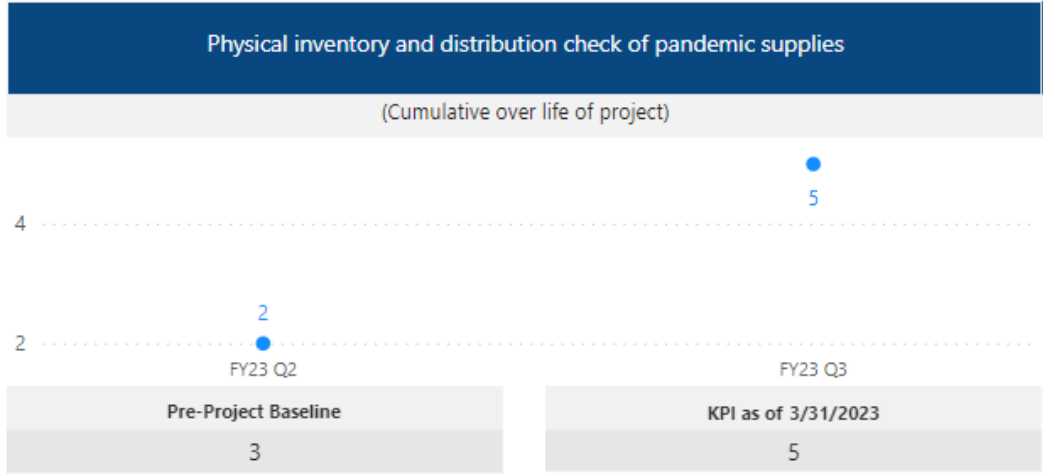 Physical inventory and distribution check of pandemic supplies
(Cumulative over life of project)
5
4
2
2
FY23 Q2
FY23 Q3
Pre-Project Baseline
KPI as of 3/31/2023
3
5